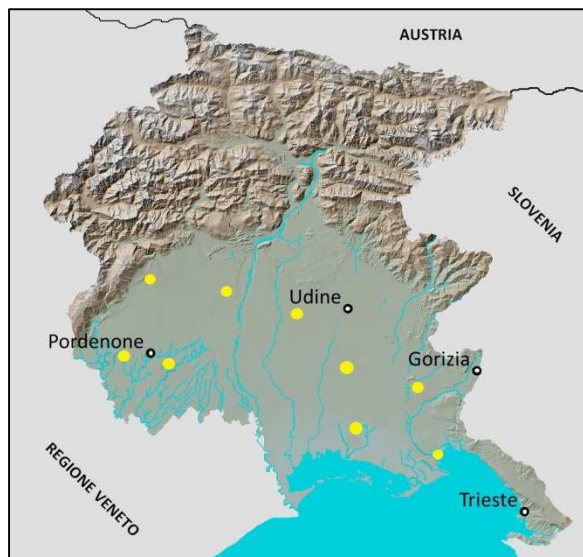 AUSTRIA
SLOVENIA
Udine
Pordenone
Gorizia
REGIONE VENETO
Trieste